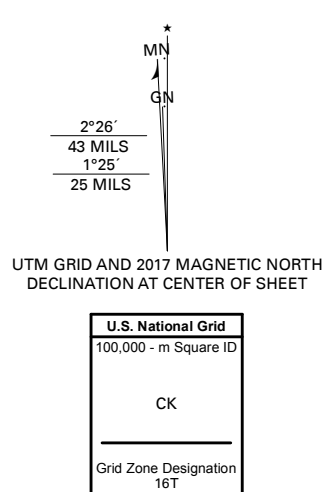 ★
MN
GN
2°26´
43 MILS
1°25´
25 MILS
UTM GRID AND 2017 MAGNETIC NORTH
DECLINATION AT CENTER OF SHEET
U.S. National Grid
100,000 - m Square ID
CK
Grid Zone Designation
16T